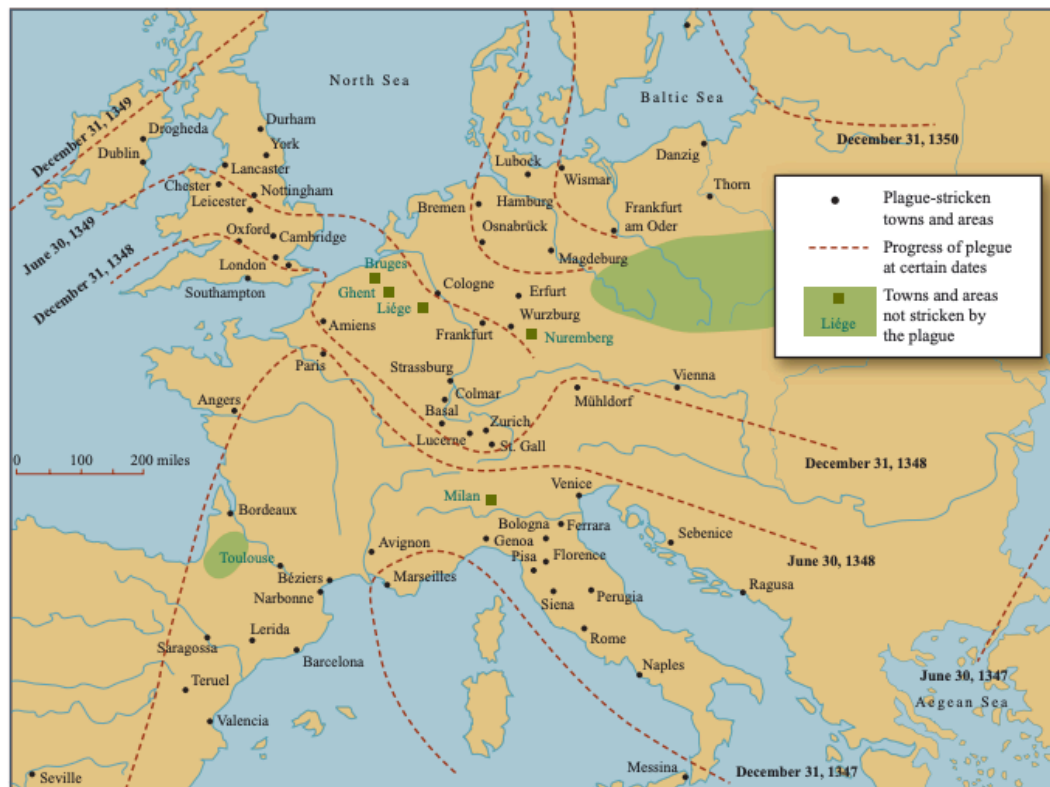 North Sea
Baltic Sea
December 31, 1349
Drogheda
Dublin
Durham
York
Lancaster
Chester
Nottingham
Leicester
June 30, 1349
Oxford
Cambridge
December 31, 1348
London
Southampton
Bruges
Ghent
Liége
Amiens
Paris
Angers
Cologne
Frankfurt
Erfurt
Wurzburg
Nuremberg
Lubock
Wismar
Hamburg
Bremen
Osnabrück
Magdeburg
Frankfurt
am Oder
Danzig
Thorn
December 31, 1350
Plague-stricken
towns and areas
Progress of plegue
at certain dates
Liége
Towns and areas
not stricken by
the plague
Strassburg
Colmar
Basal
Zurich
Lucerne
St. Gall
Mühldorf
Vienna
December 31, 1348
0 100 200 miles
Milan
Venice
Bordeaux
Toulouse
Avignon
Béziers
Narbonne
Marseilles
Bologna
Ferrara
Genoa
Pisa
Florence
Siena
Perugia
Rome
Naples
Sebenice
June 30, 1348
Ragusa
Lerida
Saragossa
Barcelona
Teruel
Valencia
Seville
June 30, 1347
Aegean Sea
Messina
December 31, 1347